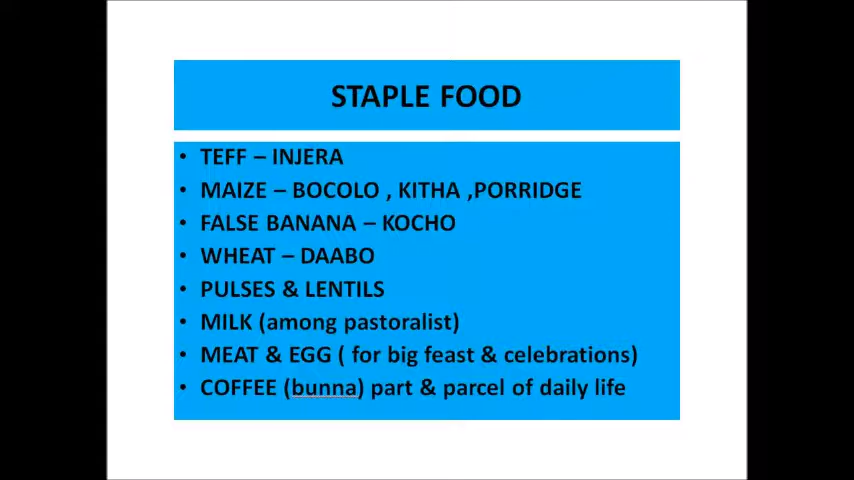 STAPLE FOOD
• TEFF – INJERA
• MAIZE – BOCOLO , KITHA ,PORRIDGE
• FALSE BANANA – KOCHO
• WHEAT – DAABO
• PULSES & LENTILS
• MILK (among pastoralist)
• MEAT & EGG ( for big feast & celebrations)
• COFFEE (bunna) part & parcel of daily life